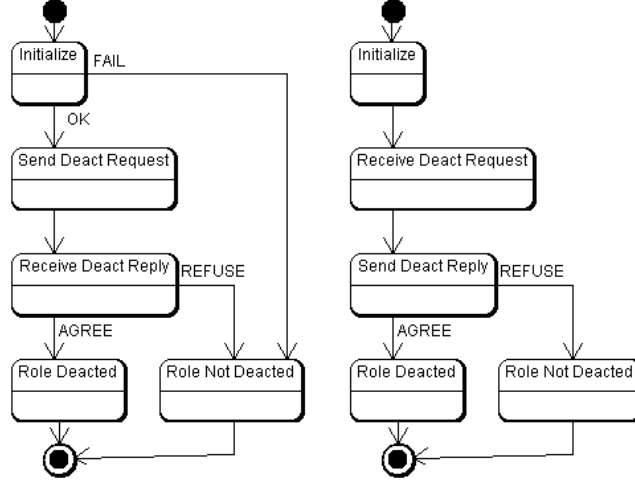 Initialize
FAIL
OK
Send Deact Request
Receive Deact Reply
REFUSE
AGREE
Role Deacted
Role Not Deacted
Initialize
Receive Deact Request
Send Deact Reply
REFUSE
AGREE
Role Deacted
Role Not Deacted